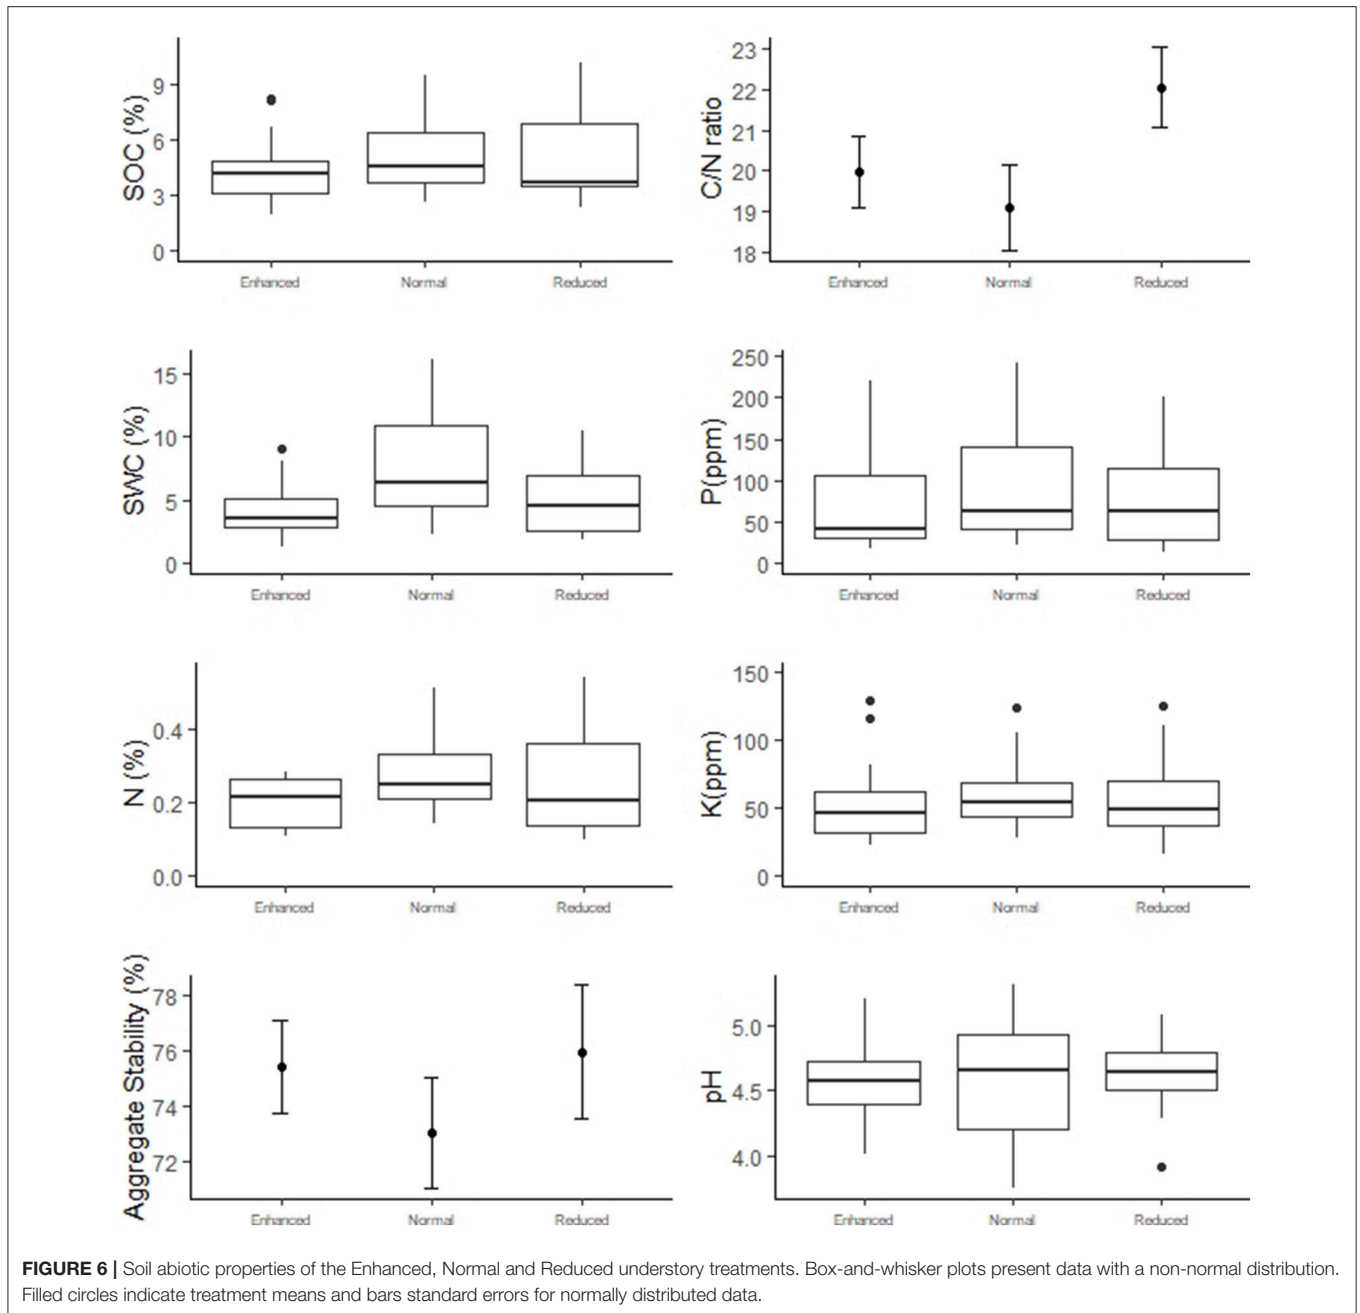 SOC (%)
9
6
3
0
Enhanced Normal Reduced
C/N ratio
23
22
21
20
19
18
Enhanced Normal Reduced
SWC (%)
15
10
5
0
Enhanced Normal Reduced
P(ppm)
250
200
150
100
50
0
Enhanced Normal Reduced
N (%)
0.4
0.2
0.0
Enhanced Normal Reduced
K(ppm)
150
100
50
0
Enhanced Normal Reduced
Aggregate Stability (%)
78
76
74
72
Enhanced Normal Reduced
pH
5.0
4.5
4.0
Enhanced Normal Reduced
FIGURE 6 | Soil abiotic properties of the Enhanced, Normal and Reduced understory treatments. Box-and-whisker plots present data with a non-normal distribution.
Filled circles indicate treatment means and bars standard errors for normally distributed data.